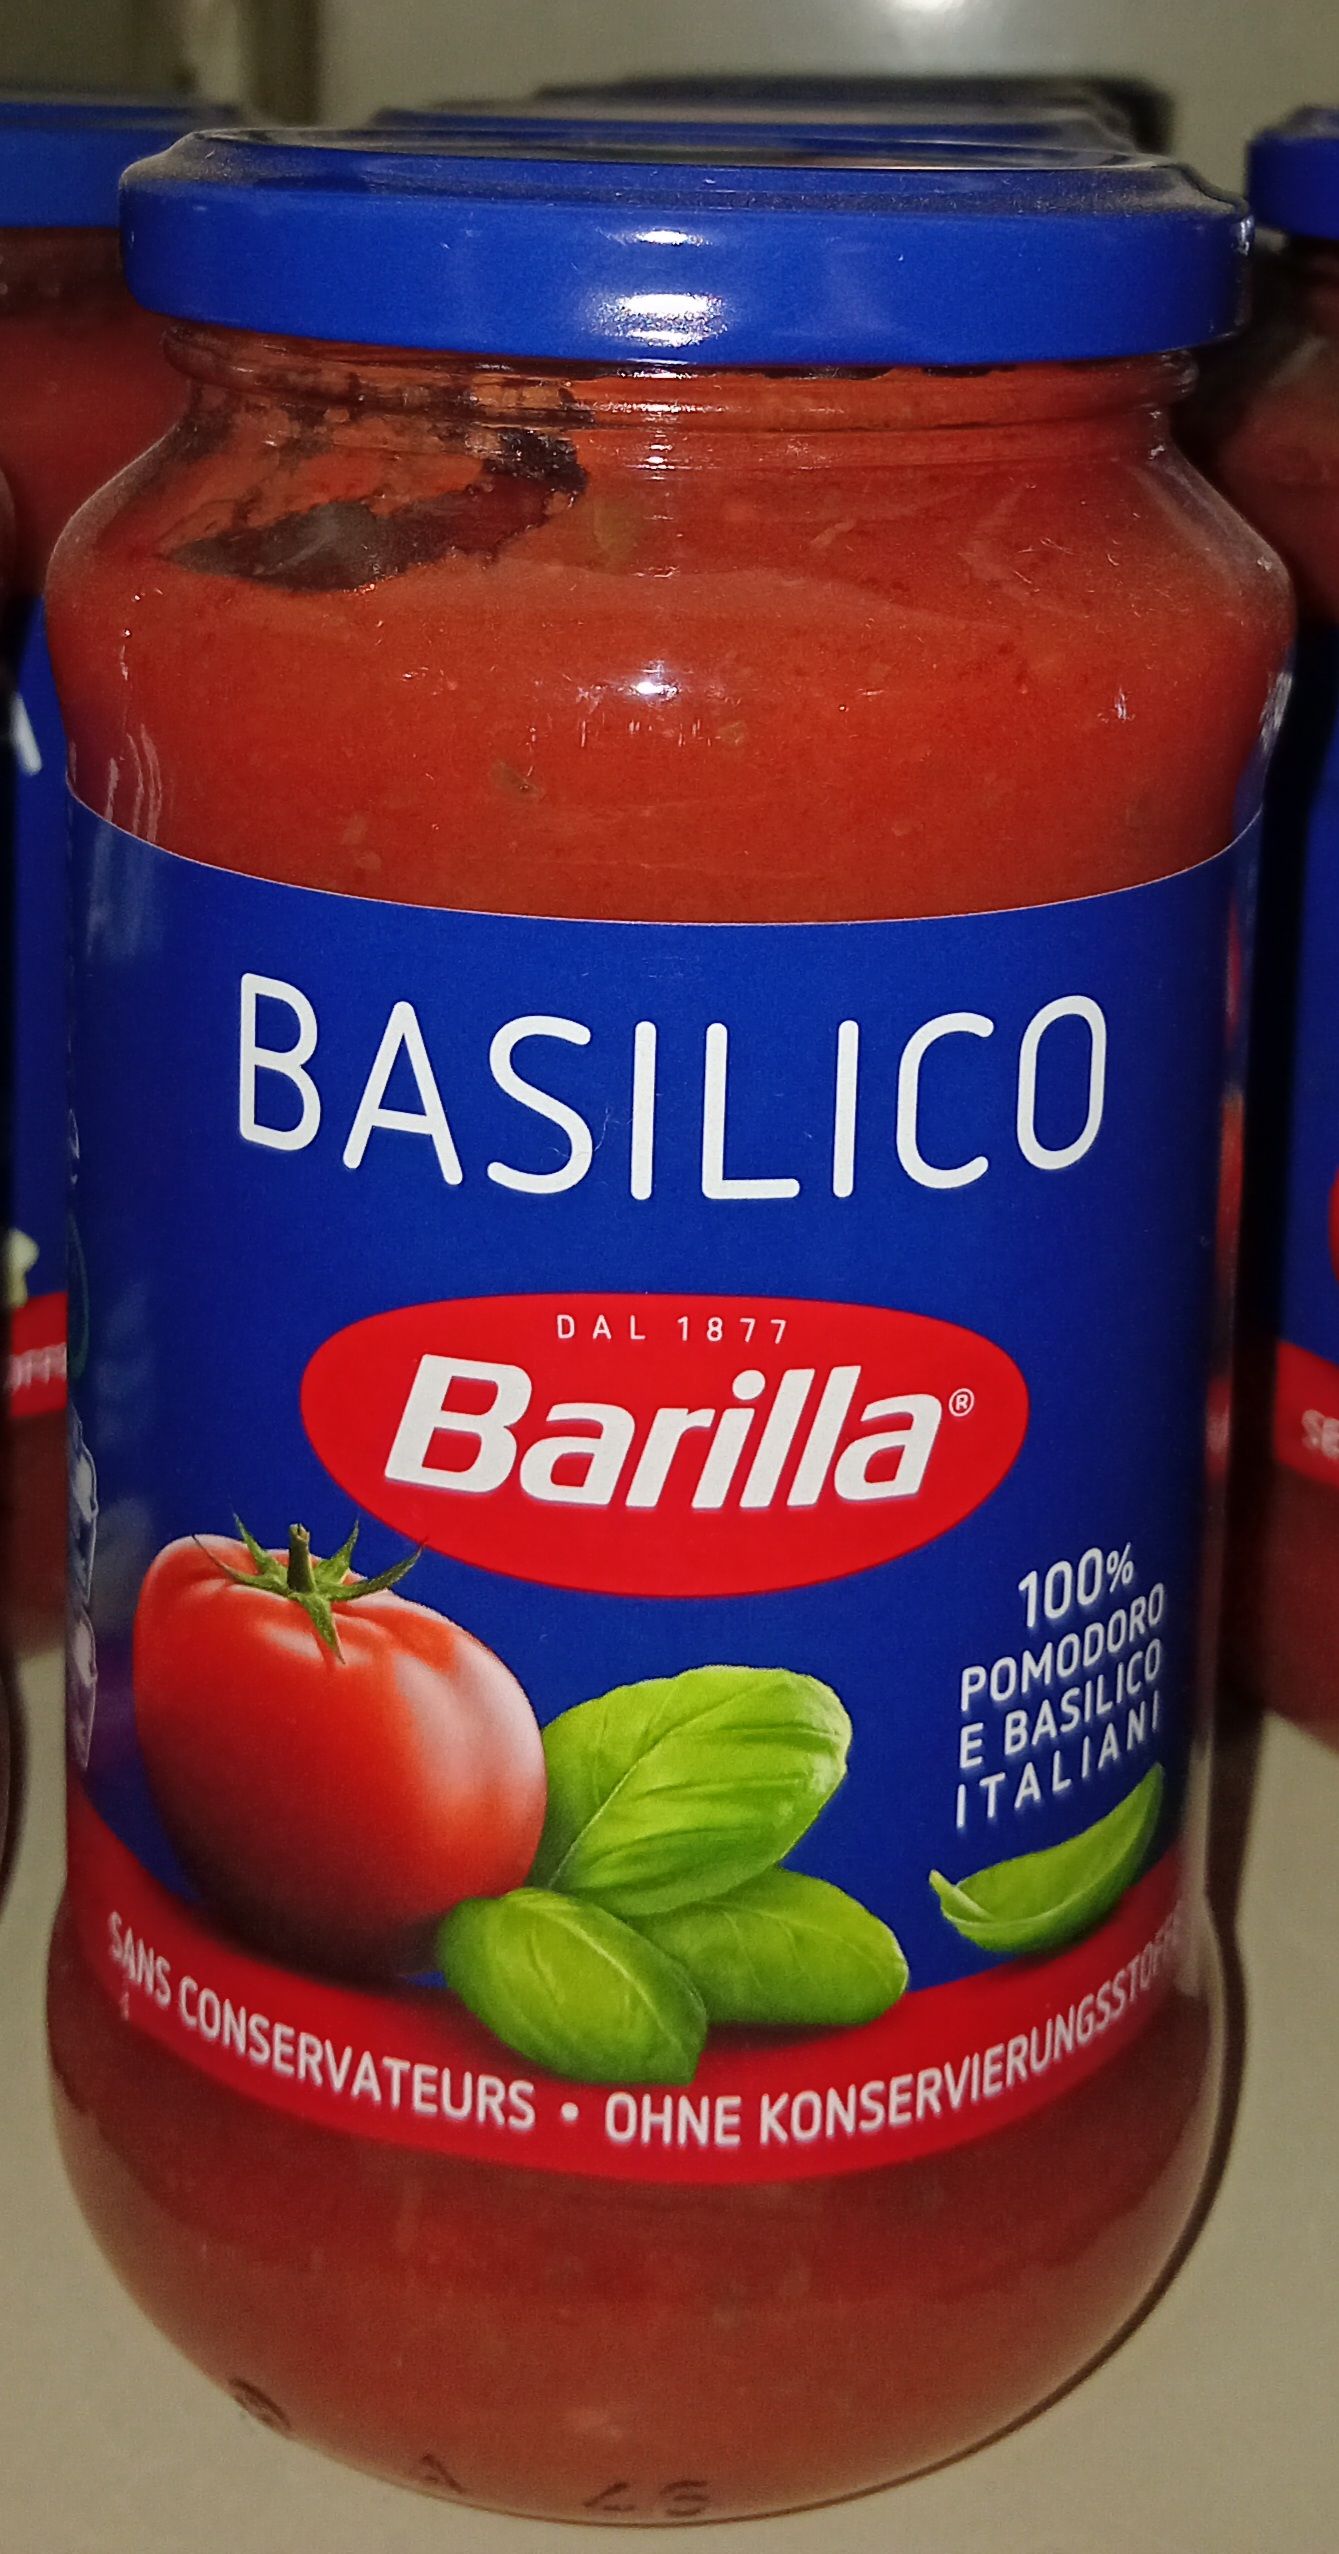 BASILICO
DAL 1877
Barilla®
100%
POMODORO
E BASILICO
ITALIANI
SANS CONSERVATEURS • OHNE KONSERVIERUNGSSTOFFE